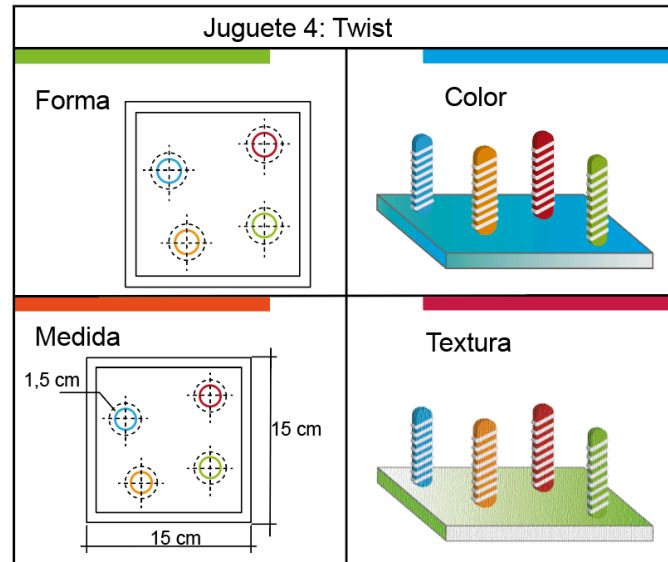 Juguete 4: Twist
Forma
Color
Medida
1,5 cm
15 cm
15 cm
Textura